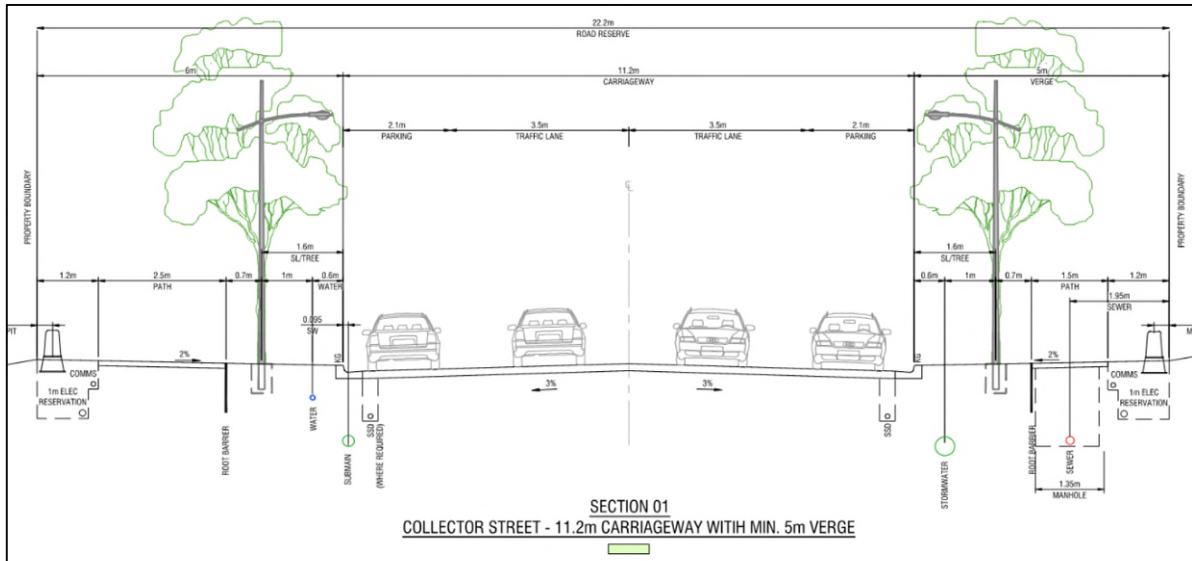 22.2m
ROAD RESERVE
6m
11.2m
CARRIAGEWAY
5m
VERGE
2.1m
PARKING
3.5m
TRAFFIC LANE
3.5m
TRAFFIC LANE
2.1m
PARKING
PROPERTY BOUNDARY
PROPERTY BOUNDARY
1.6m
SL/TREE
1.6m
SL/TREE
1.2m
2.5m
PATH
0.7m
1m
0.6m
WATER
0.6m
1m
0.7m
1.5m
PATH
1.2m
1.95m
SEWER
0.095
SW
PIT
M
KG
KG
2%
2%
3%
3%
COMMS
1m ELEC
RESERVATION
COMMS
1m ELEC
RESERVATION
ROOT BARRIER
WATER
SUBMAIN
SSD
(WHERE REQUIRED)
SSD
STORMWATER
ROOT BARRIER
SEWER
1.35m
MANHOLE
SECTION 01
COLLECTOR STREET - 11.2m CARRIAGEWAY WITIH MIN. 5m VERGE